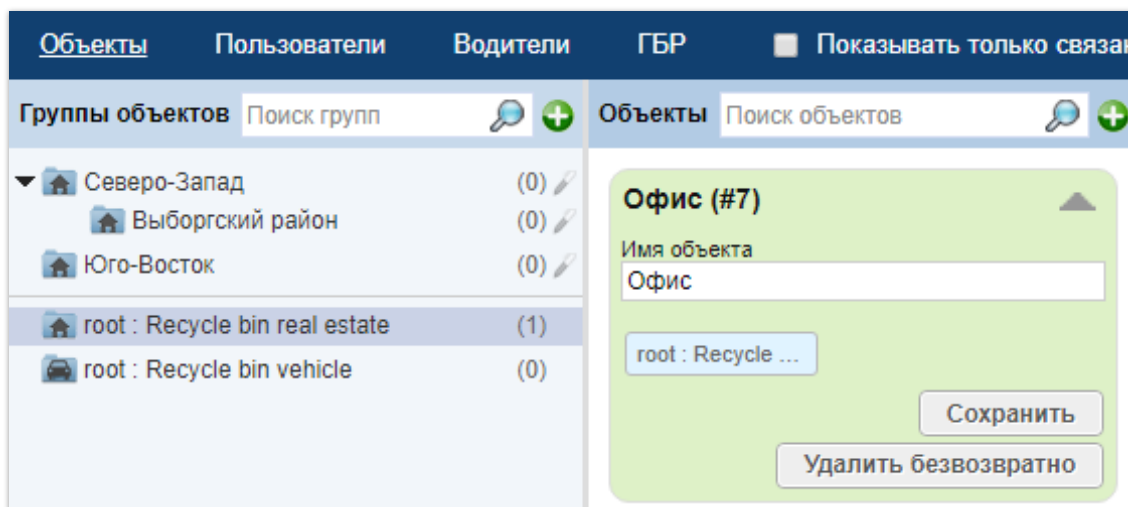 Объекты Пользователи Водители ГБР Показывать только связан
Группы объектов Поиск групп
Северо-Запад (0)
Выборгский район (0)
Юго-Восток (0)
root : Recycle bin real estate (1)
root : Recycle bin vehicle (0)
Объекты Поиск объектов
Офис (#7)
Имя объекта
Офис
root : Recycle ...
Сохранить
Удалить безвозвратно